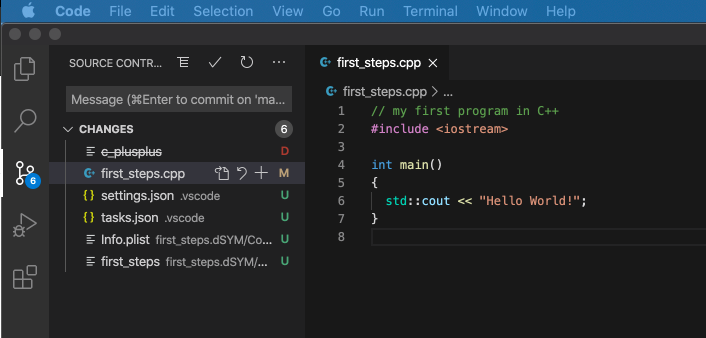 Code File Edit Selection View Go Run Terminal Window Help
SOURCE CONTR...
Message (⌘Enter to commit on 'ma...
CHANGES 6
c_plusplus D
first_steps.cpp M
settings.json .vscode U
tasks.json .vscode U
Info.plist first_steps.dSYM/Co... U
first_steps first_steps.dSYM/... U
6
first_steps.cpp
first_steps.cpp > ...
1 // my first program in C++
2 #include <iostream>
3
4 int main()
5 {
6 std::cout << "Hello World!";
7 }
8